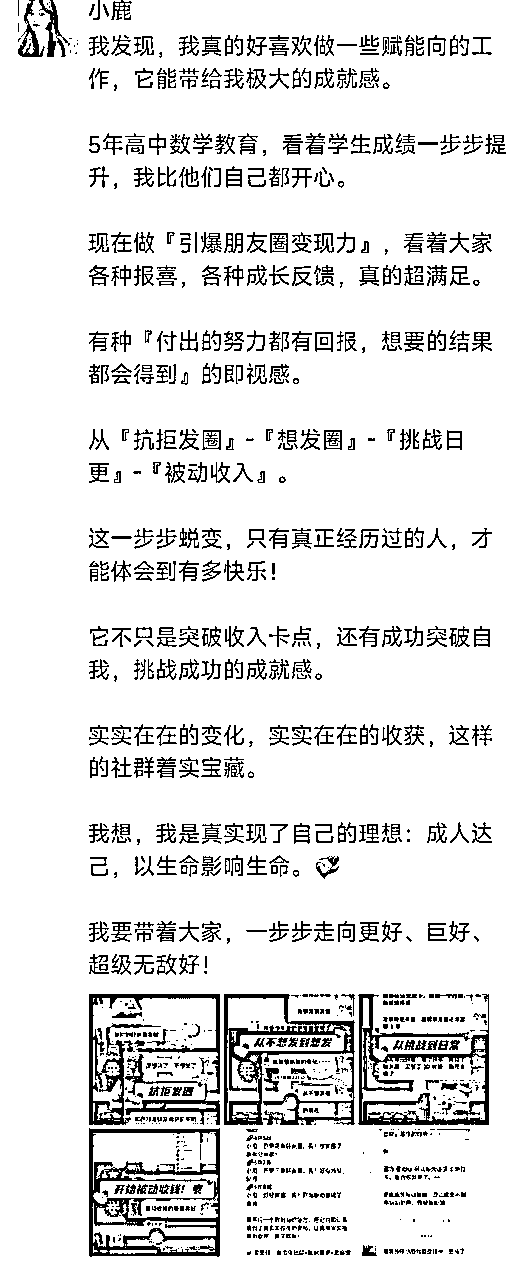 小鹿
我发现，我真的好喜欢做一些赋能向的工
作，它能带给我极大的成就感。
5年高中数学教育，看着学生成绩一步步提
升，我比他们自己都开心。
现在做『引爆朋友圈变现力』，看着大家
各种报喜，各种成长反馈，真的超满足。
有种『付出的努力都有回报，想要的结果
都会得到』的即视感。
从『抗拒发圈』-『想发圈』-『挑战日
更』-『被动收入』。
这一步步蜕变，只有真正经历过的人，才
能体会到有多快乐！
它不只是突破收入卡点，还有成功突破自
我，挑战成功的成就感。
实实在在的变化，实实在在的收获，这样
的社群着实宝藏。
我想，我是真实现了自己的理想：成人达
己，以生命影响生命。
我要带着大家，一步步走向更好、巨好、
超级无敌好！
抗拒发圈
从不想发到想发
从挑战到日常
开始被动收钱！